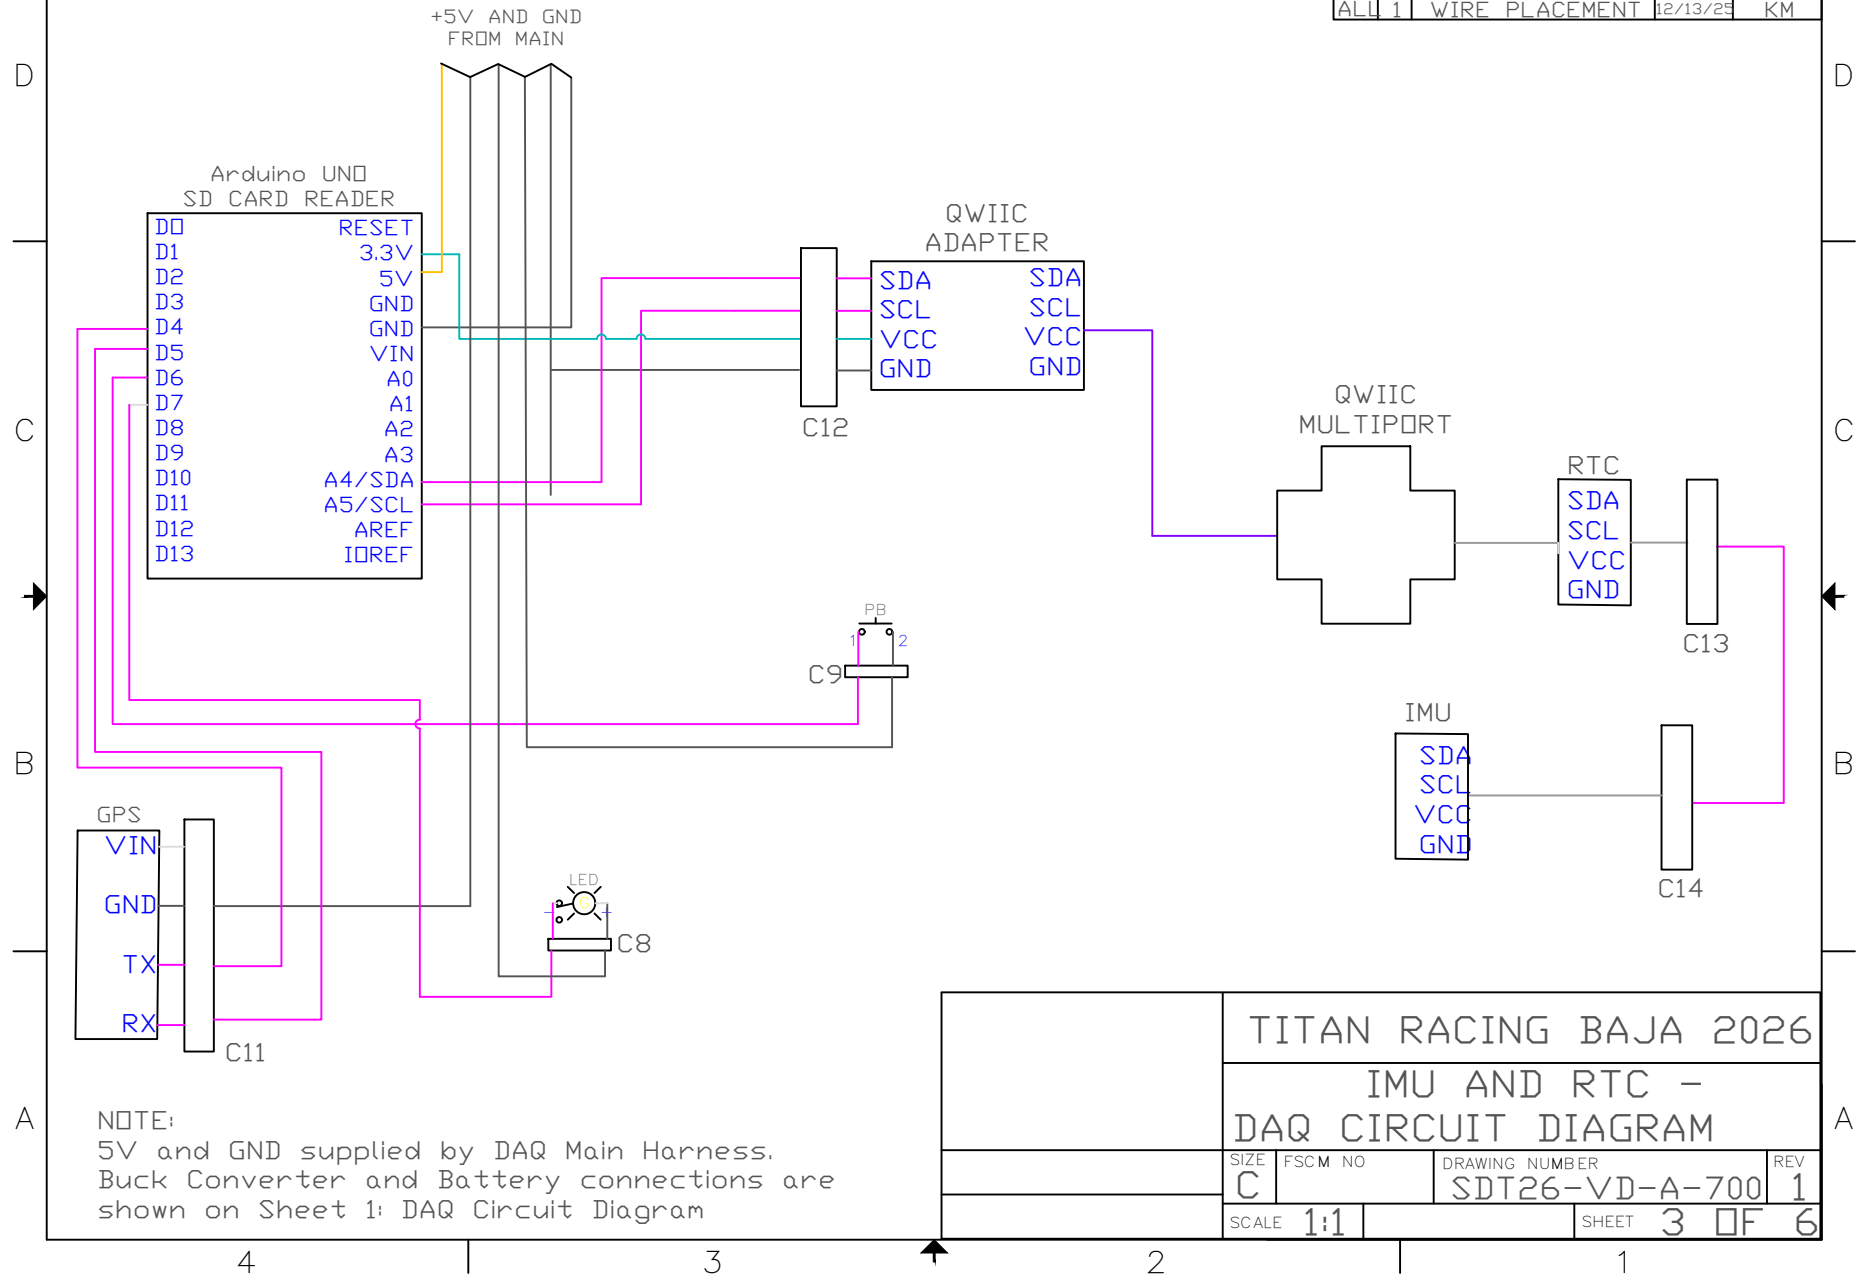 ALL 1 WIRE PLACEMENT 12/13/25 KM
+5V AND GND
FROM MAIN
D
D
Arduino UNO
SD CARD READER
D0
D1
D2
D3
D4
D5
D6
D7
D8
D9
D10
D11
D12
D13
RESET
3.3V
5V
GND
GND
VIN
A0
A1
A2
A3
A4/SDA
A5/SCL
AREF
IOREF
QWIIC
ADAPTER
SDA
SCL
VCC
GND
SDA
SCL
VCC
GND
C12
C
C
QWIIC
MULTIPORT
RTC
SDA
SCL
VCC
GND
C13
PB
1 2
C9
IMU
SDA
SCL
VCC
GND
C14
B
B
GPS
VIN
GND
TX
RX
C11
LED
- +
C8
A
A
NOTE:
5V and GND supplied by DAQ Main Harness.
Buck Converter and Battery connections are
shown on Sheet 1: DAQ Circuit Diagram
TITAN RACING BAJA 2026
IMU AND RTC -
DAQ CIRCUIT DIAGRAM
SIZE FSCM NO DRAWING NUMBER REV
C SDT26-VD-A-700 1
SCALE 1:1 SHEET 3 OF 6
4 3 2 1